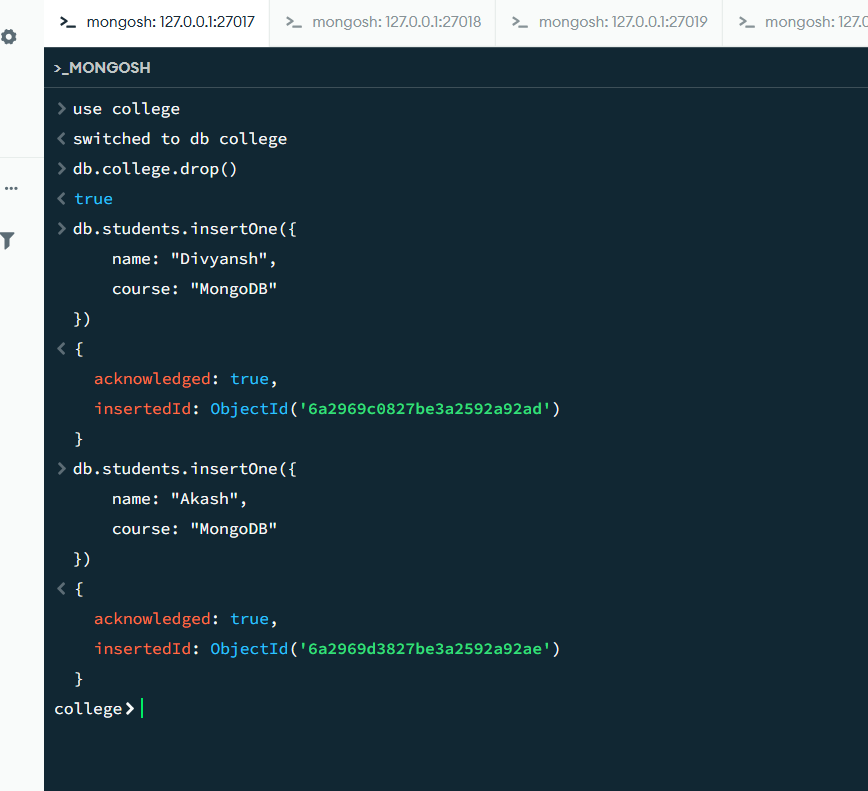 >_ mongosh: 127.0.0.1:27017 >_ mongosh: 127.0.0.1:27018 >_ mongosh: 127.0.0.1:27019 >_ mongosh: 127.0
>_MONGOSH
> use college
< switched to db college
> db.college.drop()
< true
> db.students.insertOne({
name: "Divyansh",
course: "MongoDB"
})
< {
acknowledged: true,
insertedId: ObjectId('6a2969c0827be3a2592a92ad')
}
> db.students.insertOne({
name: "Akash",
course: "MongoDB"
})
< {
acknowledged: true,
insertedId: ObjectId('6a2969d3827be3a2592a92ae')
}
college>